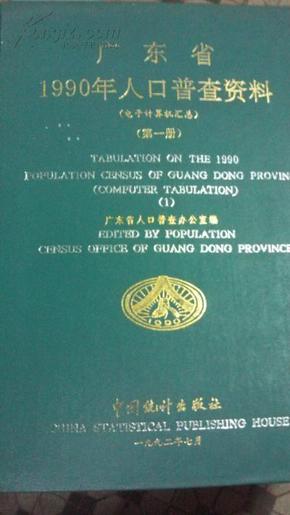 广东省
1990年人口普查资料
(电子计算机汇总)
(第一册)
TABULATION ON THE 1990
POPULATION CENSUS OF GUANG DONG PROVIN
(COMPUTER TABULATION)
(1)
广东省人口普查办公室编
EDITED BY POPULATION
CENSUS OFFICE OF GUANG DONG PROVINCE
1990
中国统计出版社
CHINA STATISTICAL PUBLISHING HOUSE
一九九二年七月